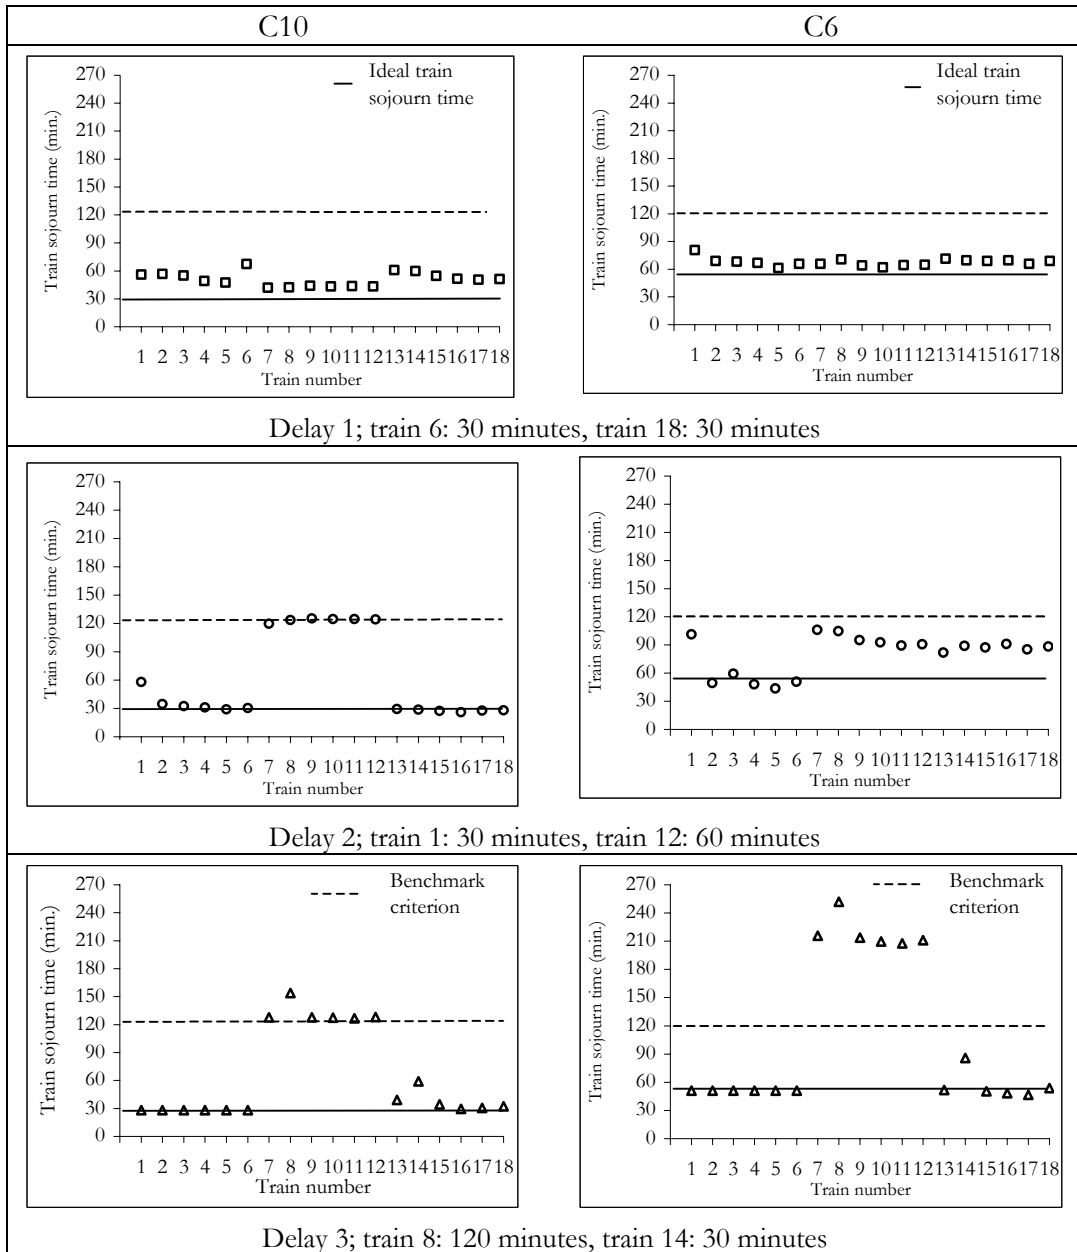 C10 C6
270
240
210
180
150
120
90
60
30
0
Train sojourn time (min.)
Ideal train
sojourn time
1 2 3 4 5 6 7 8 9 10 11 12 13 14 15 16 17 18
Train number
270
240
210
180
150
120
90
60
30
0
Train sojourn time (min.)
Ideal train
sojourn time
1 2 3 4 5 6 7 8 9 10 11 12 13 14 15 16 17 18
Train number
Delay 1; train 6: 30 minutes, train 18: 30 minutes
270
240
210
180
150
120
90
60
30
0
Train sojourn time (min.)
1 2 3 4 5 6 7 8 9 10 11 12 13 14 15 16 17 18
Train number
270
240
210
180
150
120
90
60
30
0
Train sojourn time (min.)
1 2 3 4 5 6 7 8 9 10 11 12 13 14 15 16 17 18
Train number
Delay 2; train 1: 30 minutes, train 12: 60 minutes
270
240
210
180
150
120
90
60
30
0
Train sojourn time (min.)
Benchmark
criterion
1 2 3 4 5 6 7 8 9 10 11 12 13 14 15 16 17 18
Train number
270
240
210
180
150
120
90
60
30
0
Train sojourn time (min.)
Benchmark
criterion
1 2 3 4 5 6 7 8 9 10 11 12 13 14 15 16 17 18
Train number
Delay 3; train 8: 120 minutes, train 14: 30 minutes